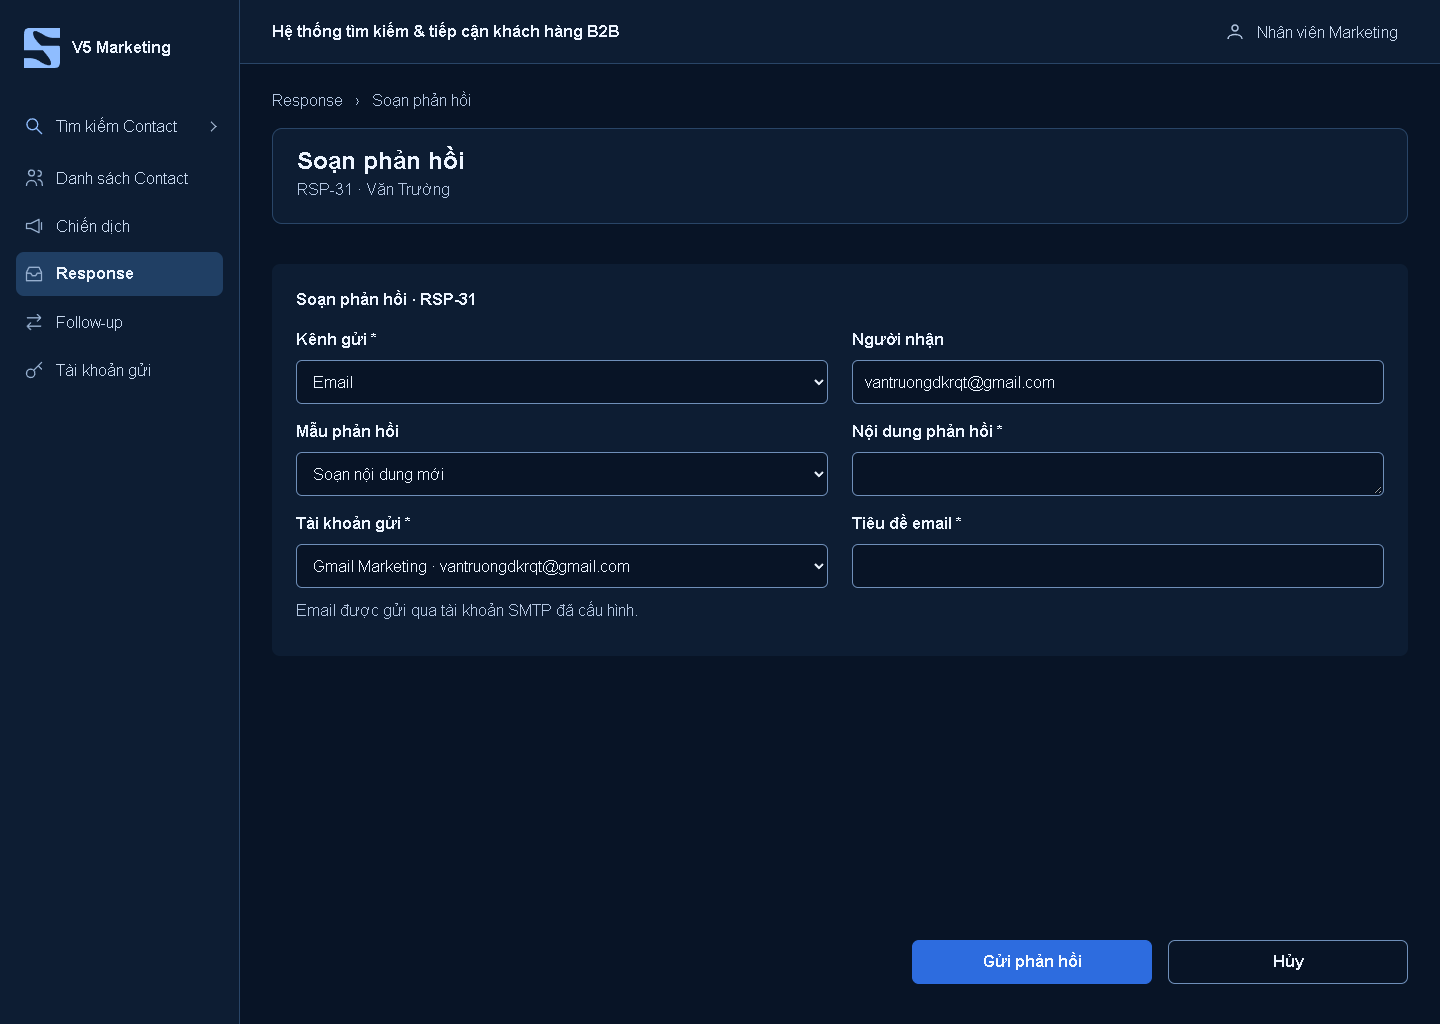 V5 Marketing
Tìm kiếm Contact
Danh sách Contact
Chiến dịch
Response
Follow-up
Tài khoản gửi
Hệ thống tìm kiếm & tiếp cận khách hàng B2B
Nhân viên Marketing
Response › Soạn phản hồi
Soạn phản hồi
RSP-31 · Văn Trường
Soạn phản hồi · RSP-31
Kênh gửi *
Email
Người nhận
vantruongdkrqt@gmail.com
Mẫu phản hồi
Soạn nội dung mới
Nội dung phản hồi *
Tài khoản gửi *
Gmail Marketing · vantruongdkrqt@gmail.com
Tiêu đề email *
Email được gửi qua tài khoản SMTP đã cấu hình.
Gửi phản hồi
Hủy